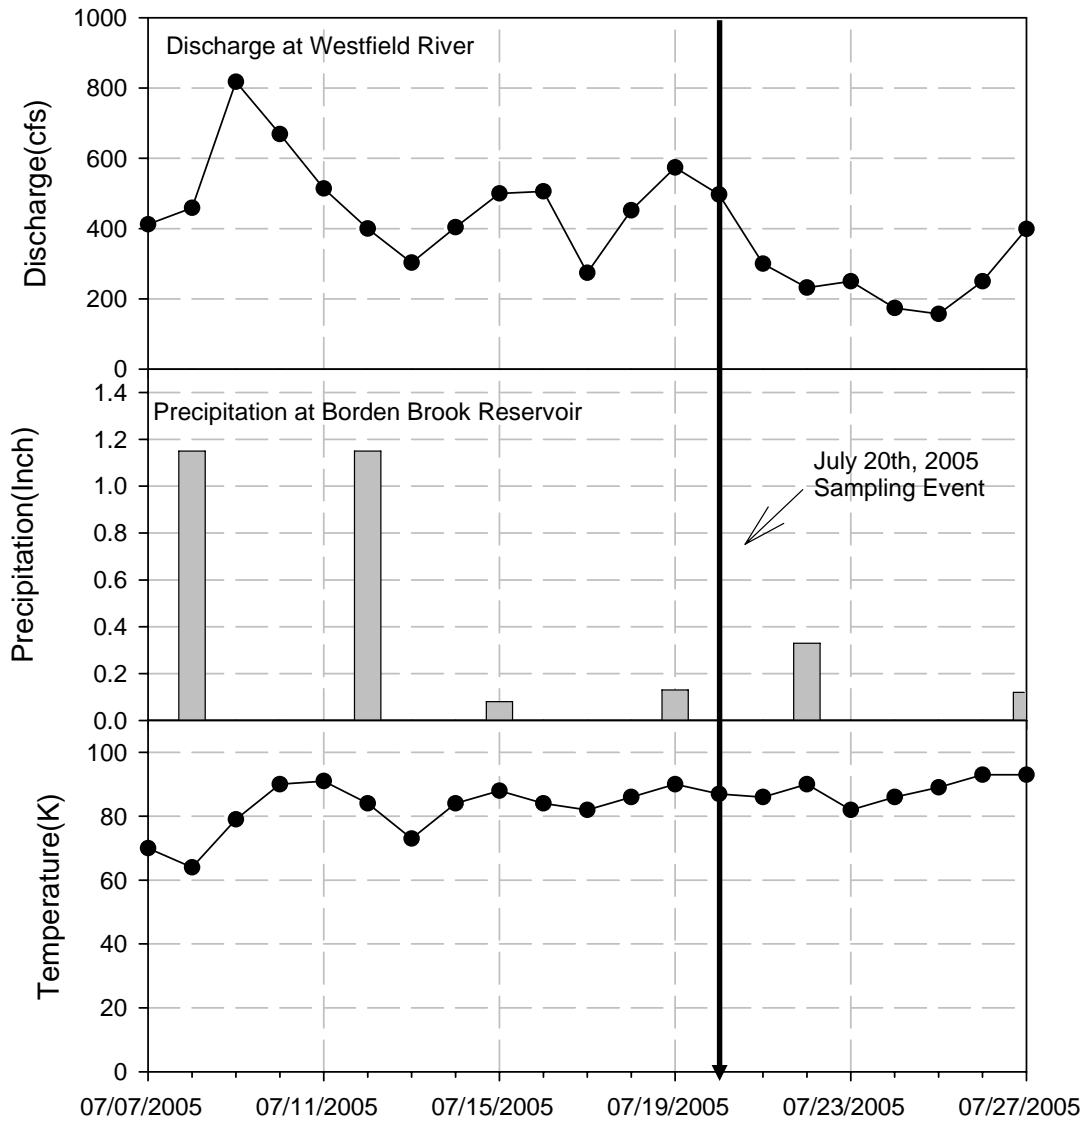 1000
Discharge at Westfield River
800
600
400
200
0
Discharge(cfs)
1.4
Precipitation at Borden Brook Reservoir
1.2
1.0
0.8
0.6
0.4
0.2
0.0
Precipitation(Inch)
July 20th, 2005
Sampling Event
100
80
60
40
20
0
Temperature(K)
07/07/2005 07/11/2005 07/15/2005 07/19/2005 07/23/2005 07/27/2005